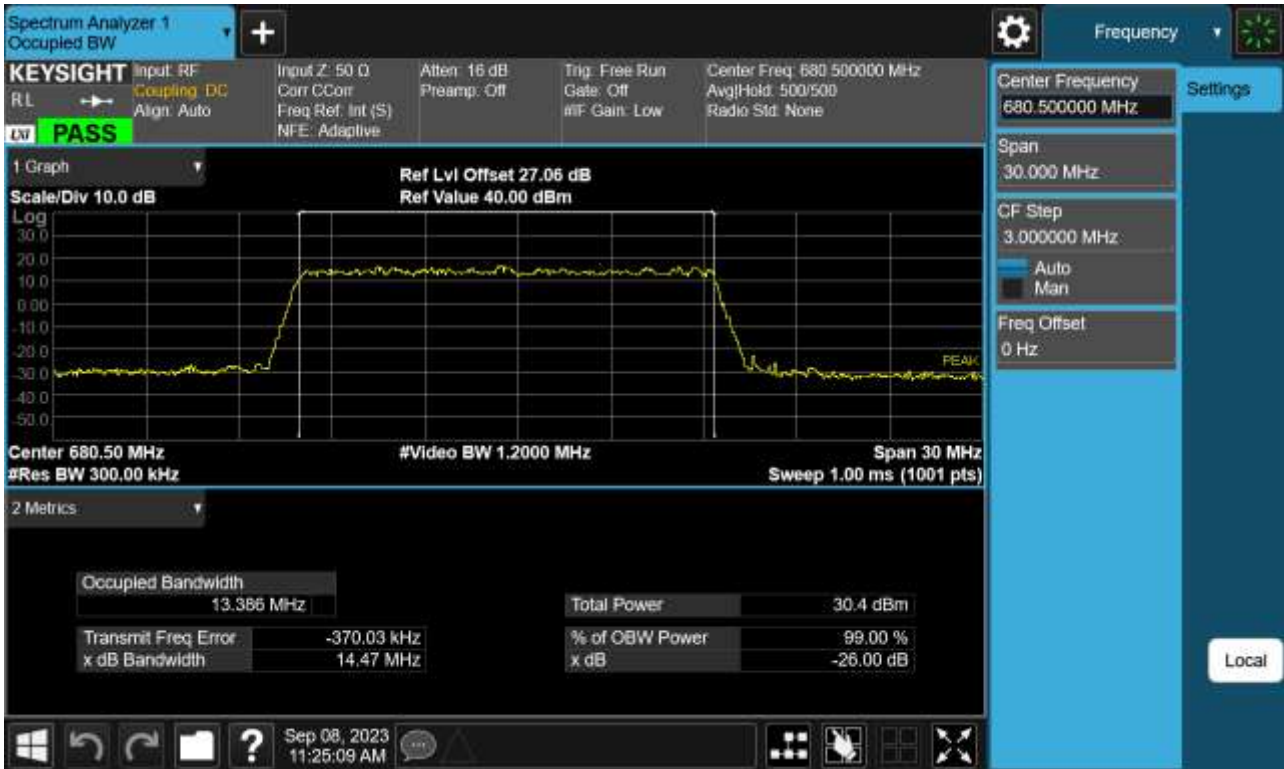 Spectrum Analyzer 1
Occupied BW
+
Frequency
KEYSIGHT
RL
LXI
PASS
Input: RF
Coupling: DC
Align: Auto
Input Z: 50 Ω
Corr CCorr
Freq Ref: Int (S)
NFE: Adaptive
Atten: 16 dB
Preamp: Off
Trig: Free Run
Gate: Off
#IF Gain: Low
Center Freq: 680.500000 MHz
Avg|Hold: 500/500
Radio Std: None
Center Frequency
680.500000 MHz
Settings
Span
30.000 MHz
CF Step
3.000000 MHz
Auto
Man
Freq Offset
0 Hz
1 Graph
Ref Lvl Offset 27.06 dB
Scale/Div 10.0 dB
Ref Value 40.00 dBm
Log
30.0
20.0
10.0
0.00
-10.0
-20.0
-30.0
-40.0
-50.0
PEAK
Center 680.50 MHz
#Video BW 1.2000 MHz
Span 30 MHz
#Res BW 300.00 kHz
Sweep 1.00 ms (1001 pts)
2 Metrics
Occupied Bandwidth
13.386 MHz
Total Power 30.4 dBm
Transmit Freq Error -370.03 kHz
% of OBW Power 99.00 %
x dB Bandwidth 14.47 MHz
x dB -26.00 dB
Local
?
Sep 08, 2023
11:25:09 AM